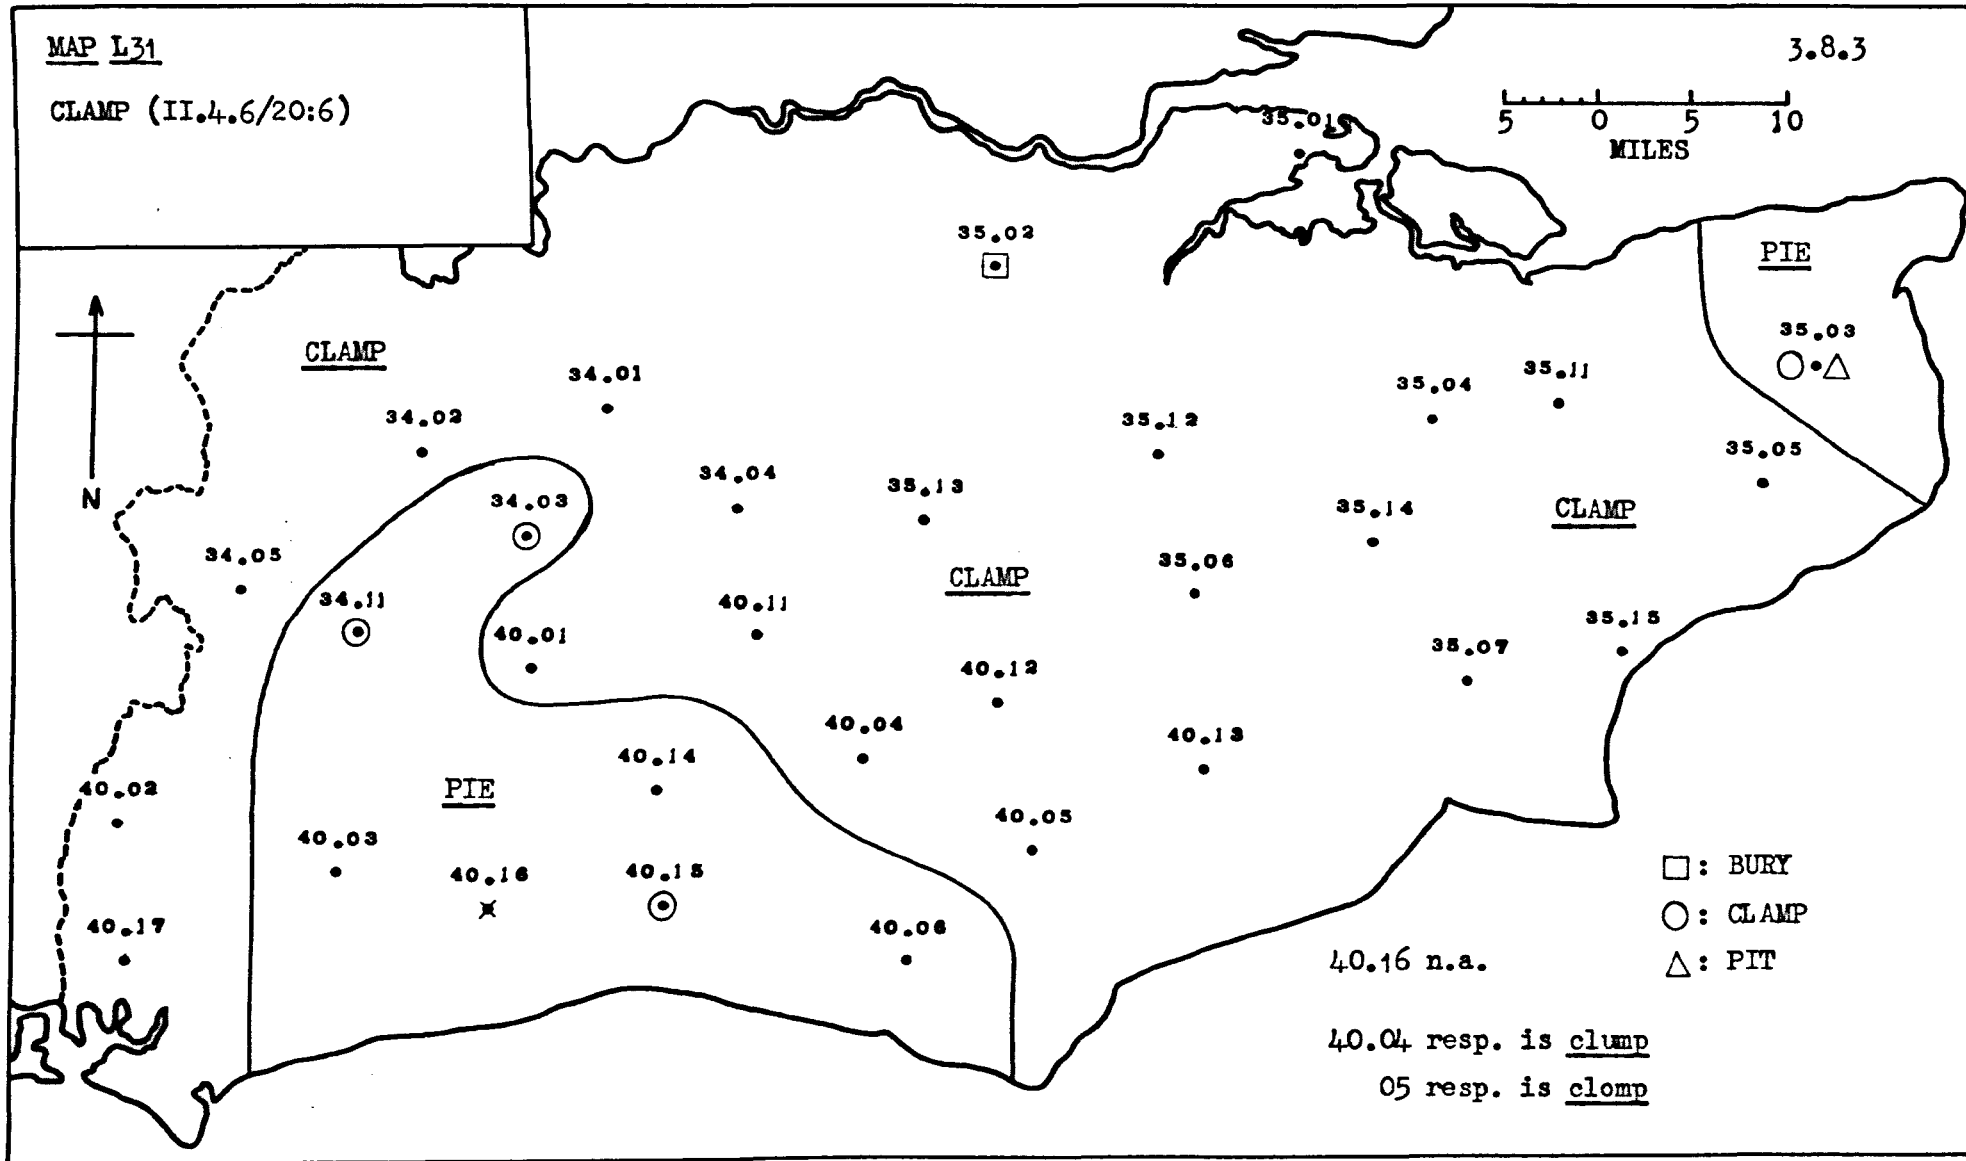 MAP L31
CLAMP (II.4.6/20:6)
3.8.3
5 0 5 10
MILES
35.01
35.02
PIE
35.03
CLAMP
34.01
35.04
35.11
34.02
35.12
35.05
34.04
35.13
34.03
35.14
CLAMP
N
34.05
35.06
CLAMP
34.11
40.11
40.01
35.15
35.07
40.12
40.04
40.13
40.14
40.02
PIE
40.03
40.05
40.16
40.15
40.17
40.06
□: BURY
○: CLAMP
△: PIT
40.16 n.a.
40.04 resp. is clump
05 resp. is clomp